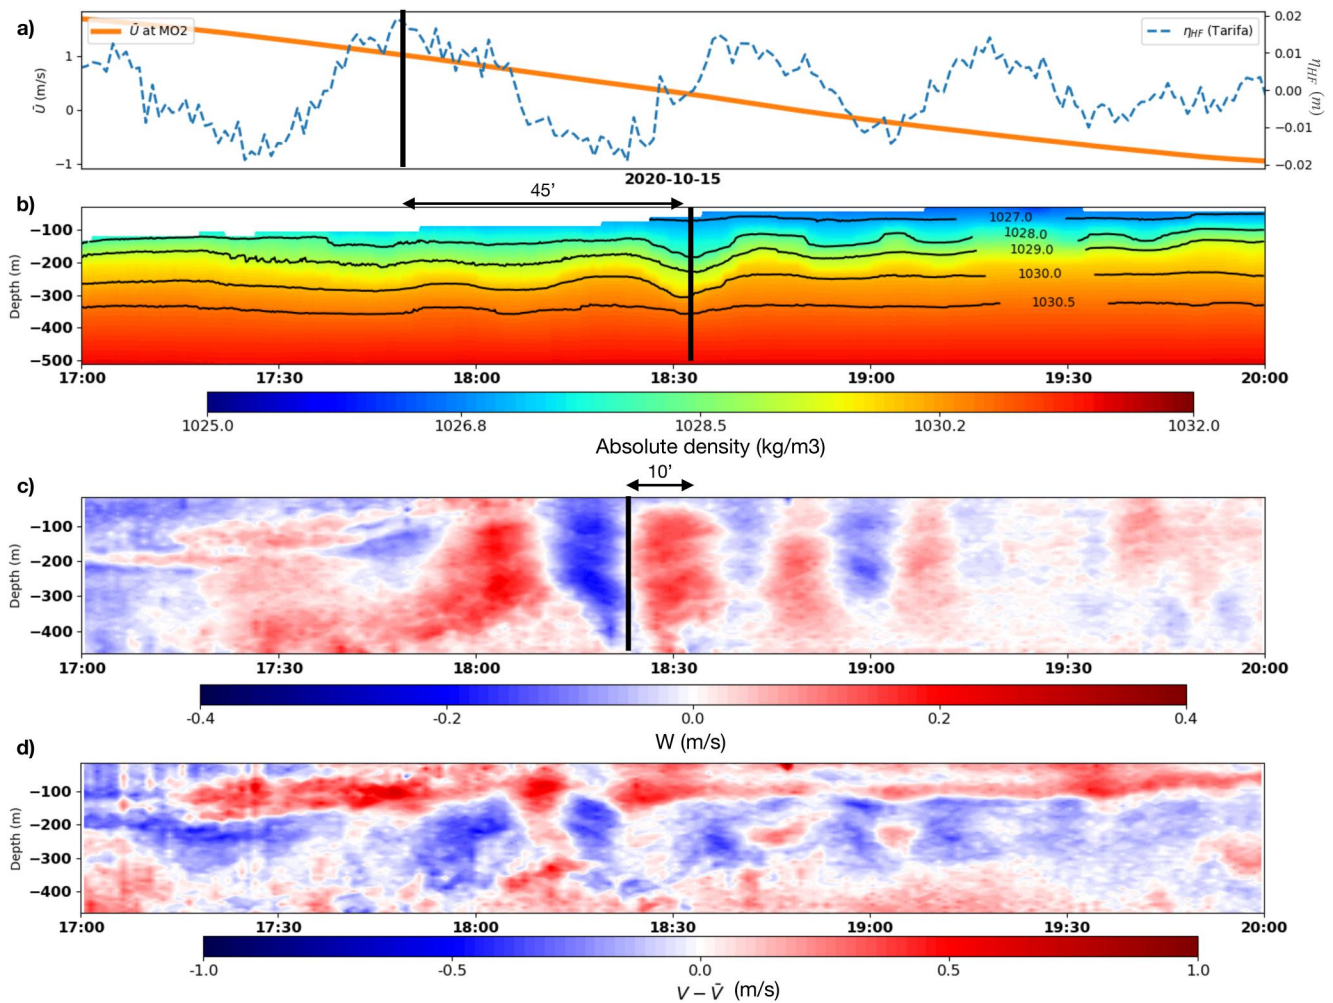 a)
Ū at MO2
η_HF (Tarifa)
1
0
−1
Ū (m/s)
0.02
0.01
0.00
−0.01
−0.02
η_HF (m)
2020-10-15
45’
b)
−100
−200
−300
−400
−500
Depth (m)
1027.0
1028.0
1029.0
1030.0
1030.5
17:00 17:30 18:00 18:30 19:00 19:30 20:00
1025.0 1026.8 1028.5 1030.2 1032.0
Absolute density (kg/m3)
10’
c)
−100
−200
−300
−400
Depth (m)
17:00 17:30 18:00 18:30 19:00 19:30 20:00
-0.4 -0.2 0.0 0.2 0.4
W (m/s)
d)
−100
−200
−300
−400
Depth (m)
17:00 17:30 18:00 18:30 19:00 19:30 20:00
-1.0 -0.5 0.0 0.5 1.0
V − V̄ (m/s)